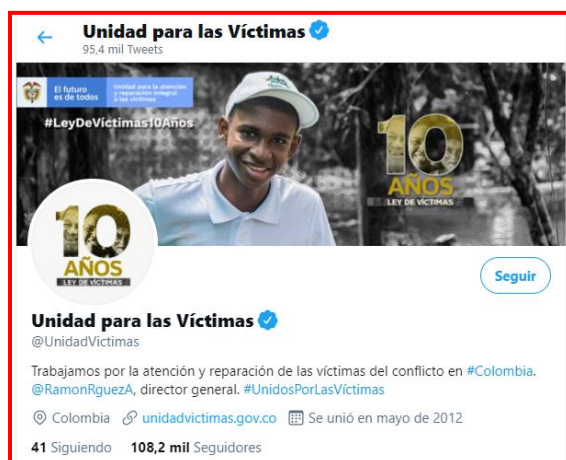 Unidad para las Víctimas
95,4 mil Tweets
El futuro
es de todos
Unidad para la atención
y reparación integral
a las víctimas
#LeyDeVíctimas10Años
10
AÑOS
LEY DE VÍCTIMAS
10
AÑOS
LEY DE VÍCTIMAS
Seguir
Unidad para las Víctimas
@UnidadVictimas
Trabajamos por la atención y reparación de las víctimas del conflicto en #Colombia.
@RamonRguezA, director general. #UnidosPorLasVíctimas
Colombia unidadvictimas.gov.co Se unió en mayo de 2012
41 Siguiendo 108,2 mil Seguidores